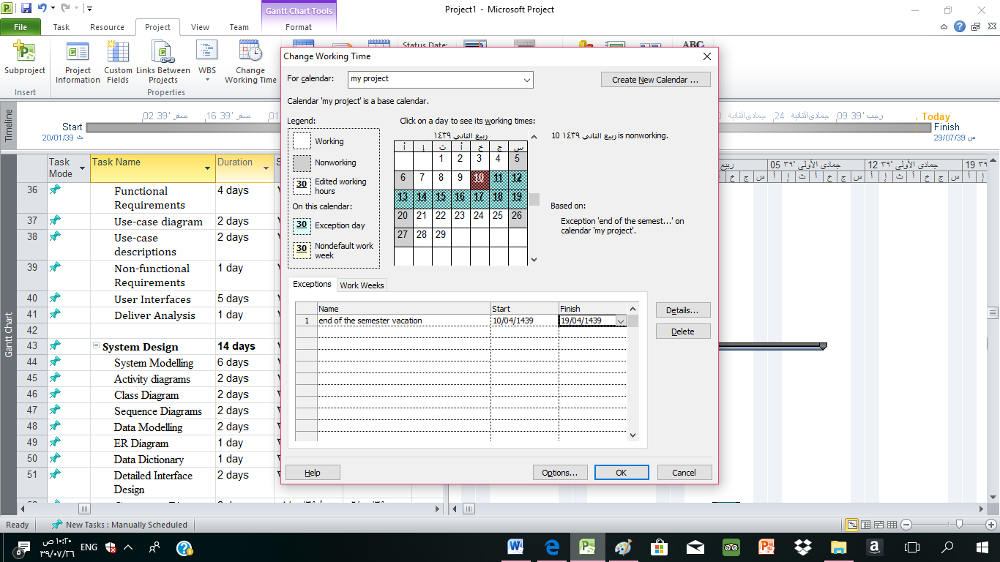 Project1 - Microsoft Project
Gantt Chart Tools
File Task Resource Project View Team Format
Subproject
Project Information
Custom Fields
Links Between Projects
WBS
Change Working Time
Status Date:
ABC
Insert
Properties
Timeline
Start
20/01/39 ث
02 صفر '39
16 صفر '39
01
24 جمادى الثانية
09 رجب '39
Today
Finish
29/07/39 س
Task Mode Task Name Duration S
36 Functional Requirements 4 days
37 Use-case diagram 2 days
38 Use-case descriptions 2 days
39 Non-functional Requirements 1 day
40 User Interfaces 5 days
41 Deliver Analysis 1 day
42
43 System Design 14 days
44 System Modelling 6 days
45 Activity diagrams 2 days
46 Class Diagram 2 days
47 Sequence Diagrams 2 days
48 Data Modelling 2 days
49 ER Diagram 1 day
50 Data Dictionary 1 day
51 Detailed Interface Design 2 days
Gantt Chart
ربيع
05 جمادى الأولى '٣٩
12 جمادى الأولى '٣٩
19
خ ج س أ إ ث أ خ ج س أ إ ث أ خ ج س أ إ
Change Working Time
For calendar: my project
Create New Calendar ...
Calendar 'my project' is a base calendar.
Legend:
Working
Nonworking
30 Edited working hours
On this calendar:
30 Exception day
30 Nondefault work week
Click on a day to see its working times:
ربيع الثاني ١٤٣٩
أ إ ث أ خ ج س
1 2 3 4 5
6 7 8 9 10 11 12
13 14 15 16 17 18 19
20 21 22 23 24 25 26
27 28 29
10 ربيع الثاني ١٤٣٩ is nonworking.
Based on:
Exception 'end of the semest...' on calendar 'my project'.
Exceptions Work Weeks
Name Start Finish
1 end of the semester vacation 10/04/1439 19/04/1439
Details...
Delete
Help
Options...
OK
Cancel
Ready
New Tasks : Manually Scheduled
١٠:٢٠ ص
٣٩/٠٧/٢٦
ENG